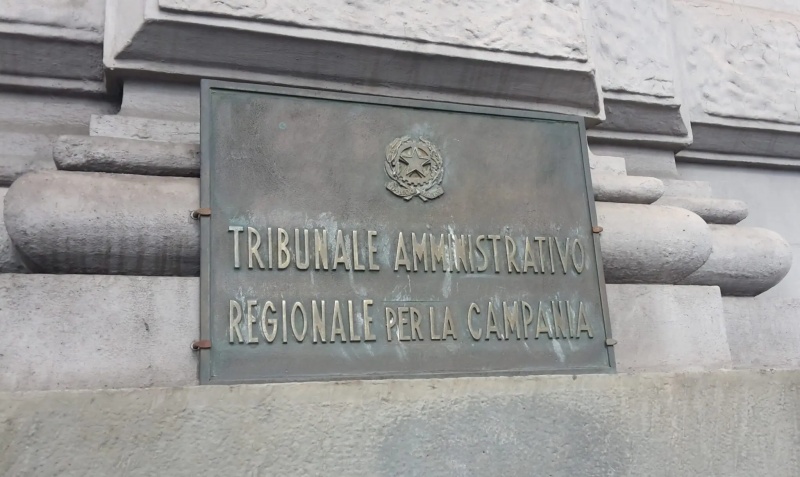 TRIBUNALE AMMINISTRATIVO
REGIONALE PER LA CAMPANIA